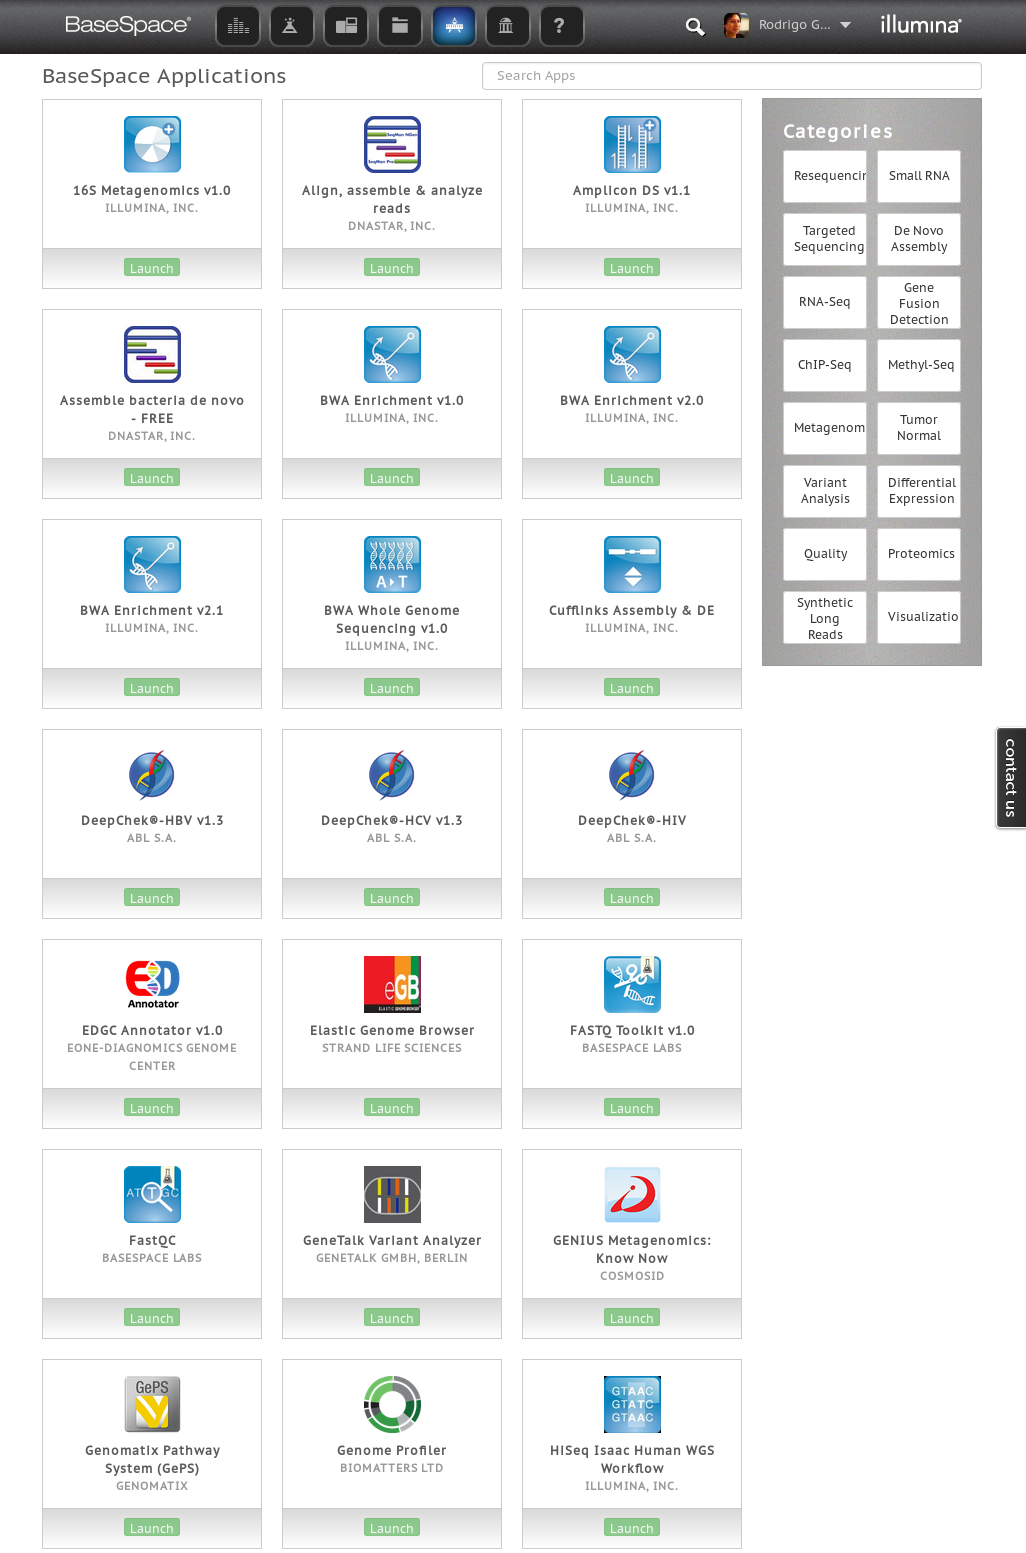 BaseSpace®
?
Rodrigo G...
illumina®
BaseSpace Applications
Search Apps
16S Metagenomics v1.0
ILLUMINA, INC.
Launch
SeqMan NGen
SeqMan Pro
Align, assemble & analyze
reads
DNASTAR, INC.
Launch
Amplicon DS v1.1
ILLUMINA, INC.
Launch
Assemble bacteria de novo
- FREE
DNASTAR, INC.
Launch
BWA Enrichment v1.0
ILLUMINA, INC.
Launch
BWA Enrichment v2.0
ILLUMINA, INC.
Launch
BWA Enrichment v2.1
ILLUMINA, INC.
Launch
A▸T
BWA Whole Genome
Sequencing v1.0
ILLUMINA, INC.
Launch
Cufflinks Assembly & DE
ILLUMINA, INC.
Launch
DeepChek®-HBV v1.3
ABL S.A.
Launch
DeepChek®-HCV v1.3
ABL S.A.
Launch
DeepChek®-HIV
ABL S.A.
Launch
Annotator
EDGC Annotator v1.0
EONE-DIAGNOMICS GENOME
CENTER
Launch
eGB
ELASTIC GENOME BROWSER
Elastic Genome Browser
STRAND LIFE SCIENCES
Launch
FASTQ Toolkit v1.0
BASESPACE LABS
Launch
ATTGC
FastQC
BASESPACE LABS
Launch
GeneTalk Variant Analyzer
GENETALK GMBH, BERLIN
Launch
GENIUS Metagenomics:
Know Now
COSMOSID
Launch
GePS
Genomatix Pathway
System (GePS)
GENOMATIX
Launch
Genome Profiler
BIOMATTERS LTD
Launch
GTAAC
GTATC
GTAAC
HiSeq Isaac Human WGS
Workflow
ILLUMINA, INC.
Launch
Categories
Resequencin
Small RNA
Targeted
Sequencing
De Novo
Assembly
RNA-Seq
Gene
Fusion
Detection
ChIP-Seq
Methyl-Seq
Metagenom
Tumor
Normal
Variant
Analysis
Differential
Expression
Quality
Proteomics
Synthetic
Long
Reads
Visualizatio
contact us